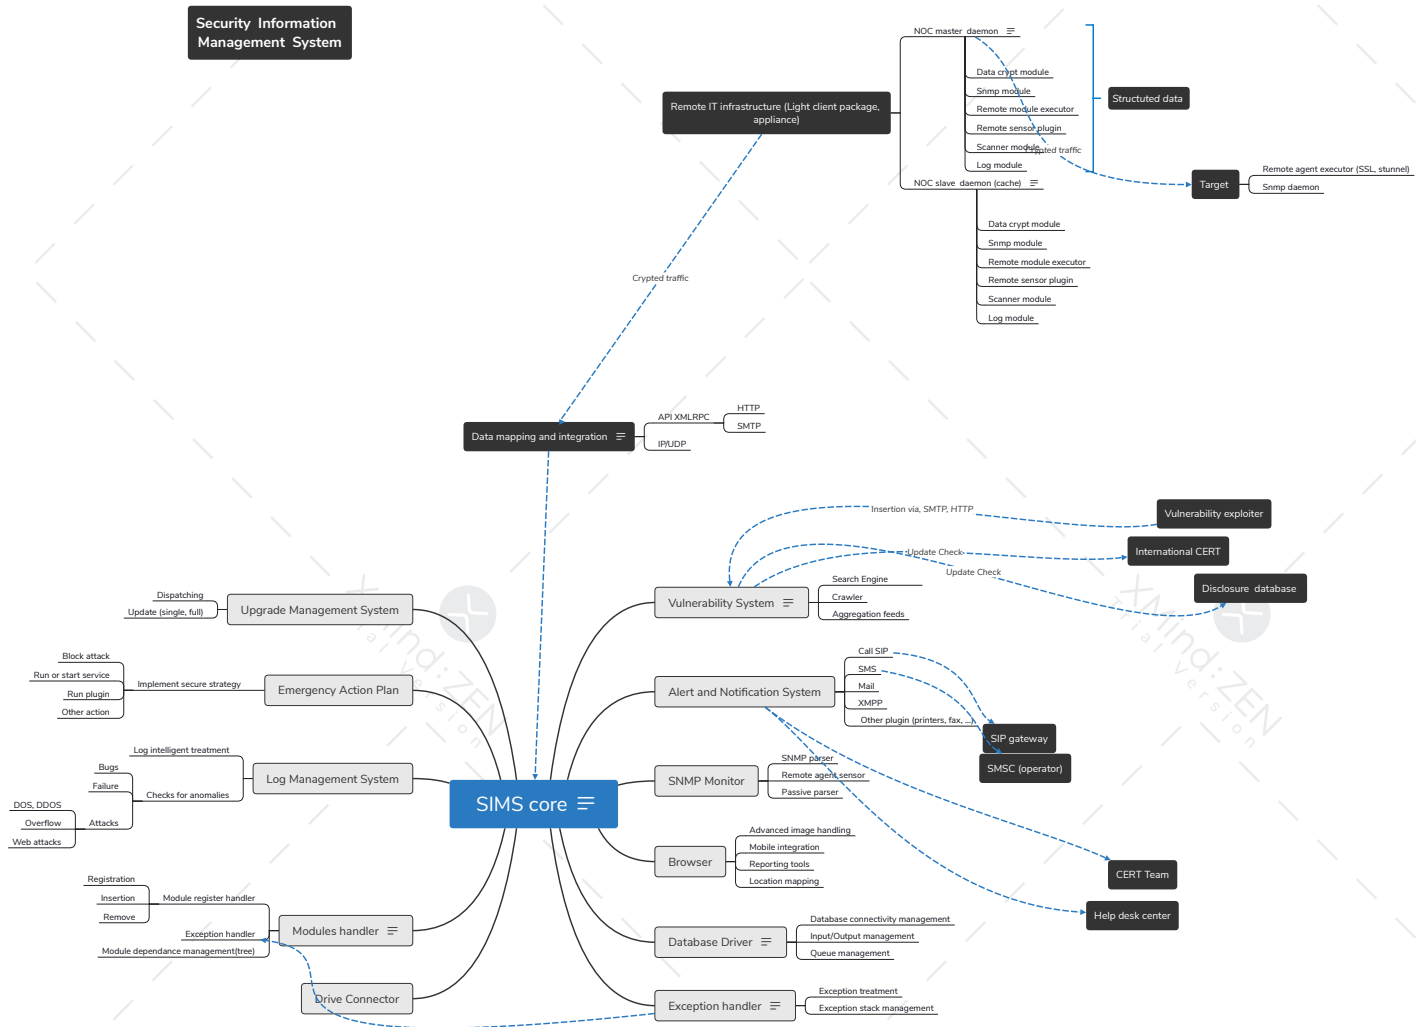 Security Information
Management System
NOC master daemon
Data crypt module
Snmp module
Remote module executor
Remote sensor plugin
Scanner module
Log module
Structuted data
Remote IT infrastructure (Light client package,
appliance)
Crypted traffic
Target
Remote agent executor (SSL, stunnel)
Snmp daemon
NOC slave daemon (cache)
Data crypt module
Snmp module
Remote module executor
Remote sensor plugin
Scanner module
Log module
Crypted traffic
Data mapping and integration
API XMLRPC
HTTP
SMTP
IP/UDP
Insertion via, SMTP, HTTP
Vulnerability exploiter
Update Check
International CERT
Update Check
Disclosure database
Vulnerability System
Search Engine
Crawler
Aggregation feeds
Dispatching
Update (single, full)
Upgrade Management System
Block attack
Run or start service
Run plugin
Other action
Implement secure strategy
Emergency Action Plan
Alert and Notification System
Call SIP
SMS
Mail
XMPP
Other plugin (printers, fax, ...)
SIP gateway
SMSC (operator)
Log intelligent treatment
Bugs
Failure
Checks for anomalies
DOS, DDOS
Overflow
Web attacks
Attacks
Log Management System
SIMS core
SNMP Monitor
SNMP parser
Remote agent sensor
Passive parser
Browser
Advanced image handling
Mobile integration
Reporting tools
Location mapping
CERT Team
Help desk center
Registration
Insertion
Remove
Module register handler
Exception handler
Module dependance management(tree)
Modules handler
Database Driver
Database connectivity management
Input/Output management
Queue management
Drive Connector
Exception handler
Exception treatment
Exception stack management
XMind:ZEN
Trial Version
XMind:ZEN
Trial Version